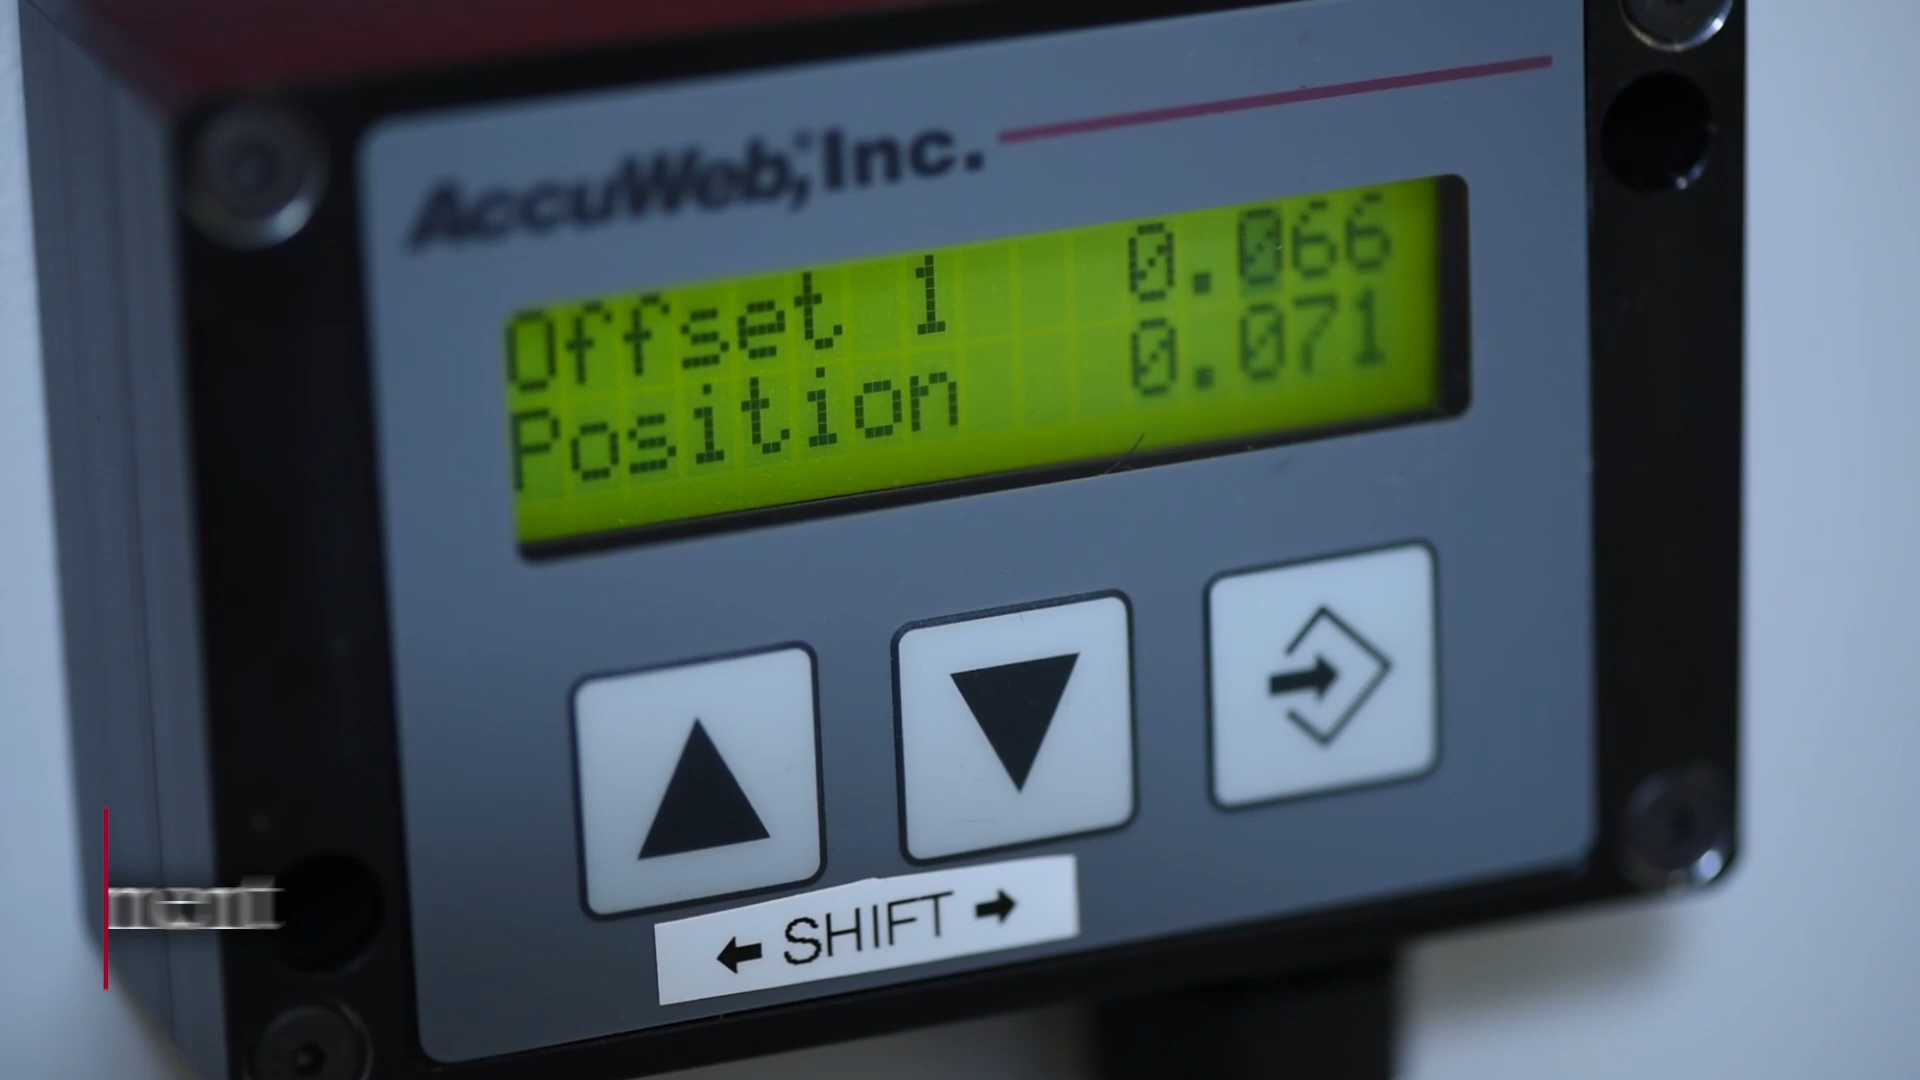 AccuWeb,® Inc.
Offset 1 0.066
Position 0.071
← SHIFT →